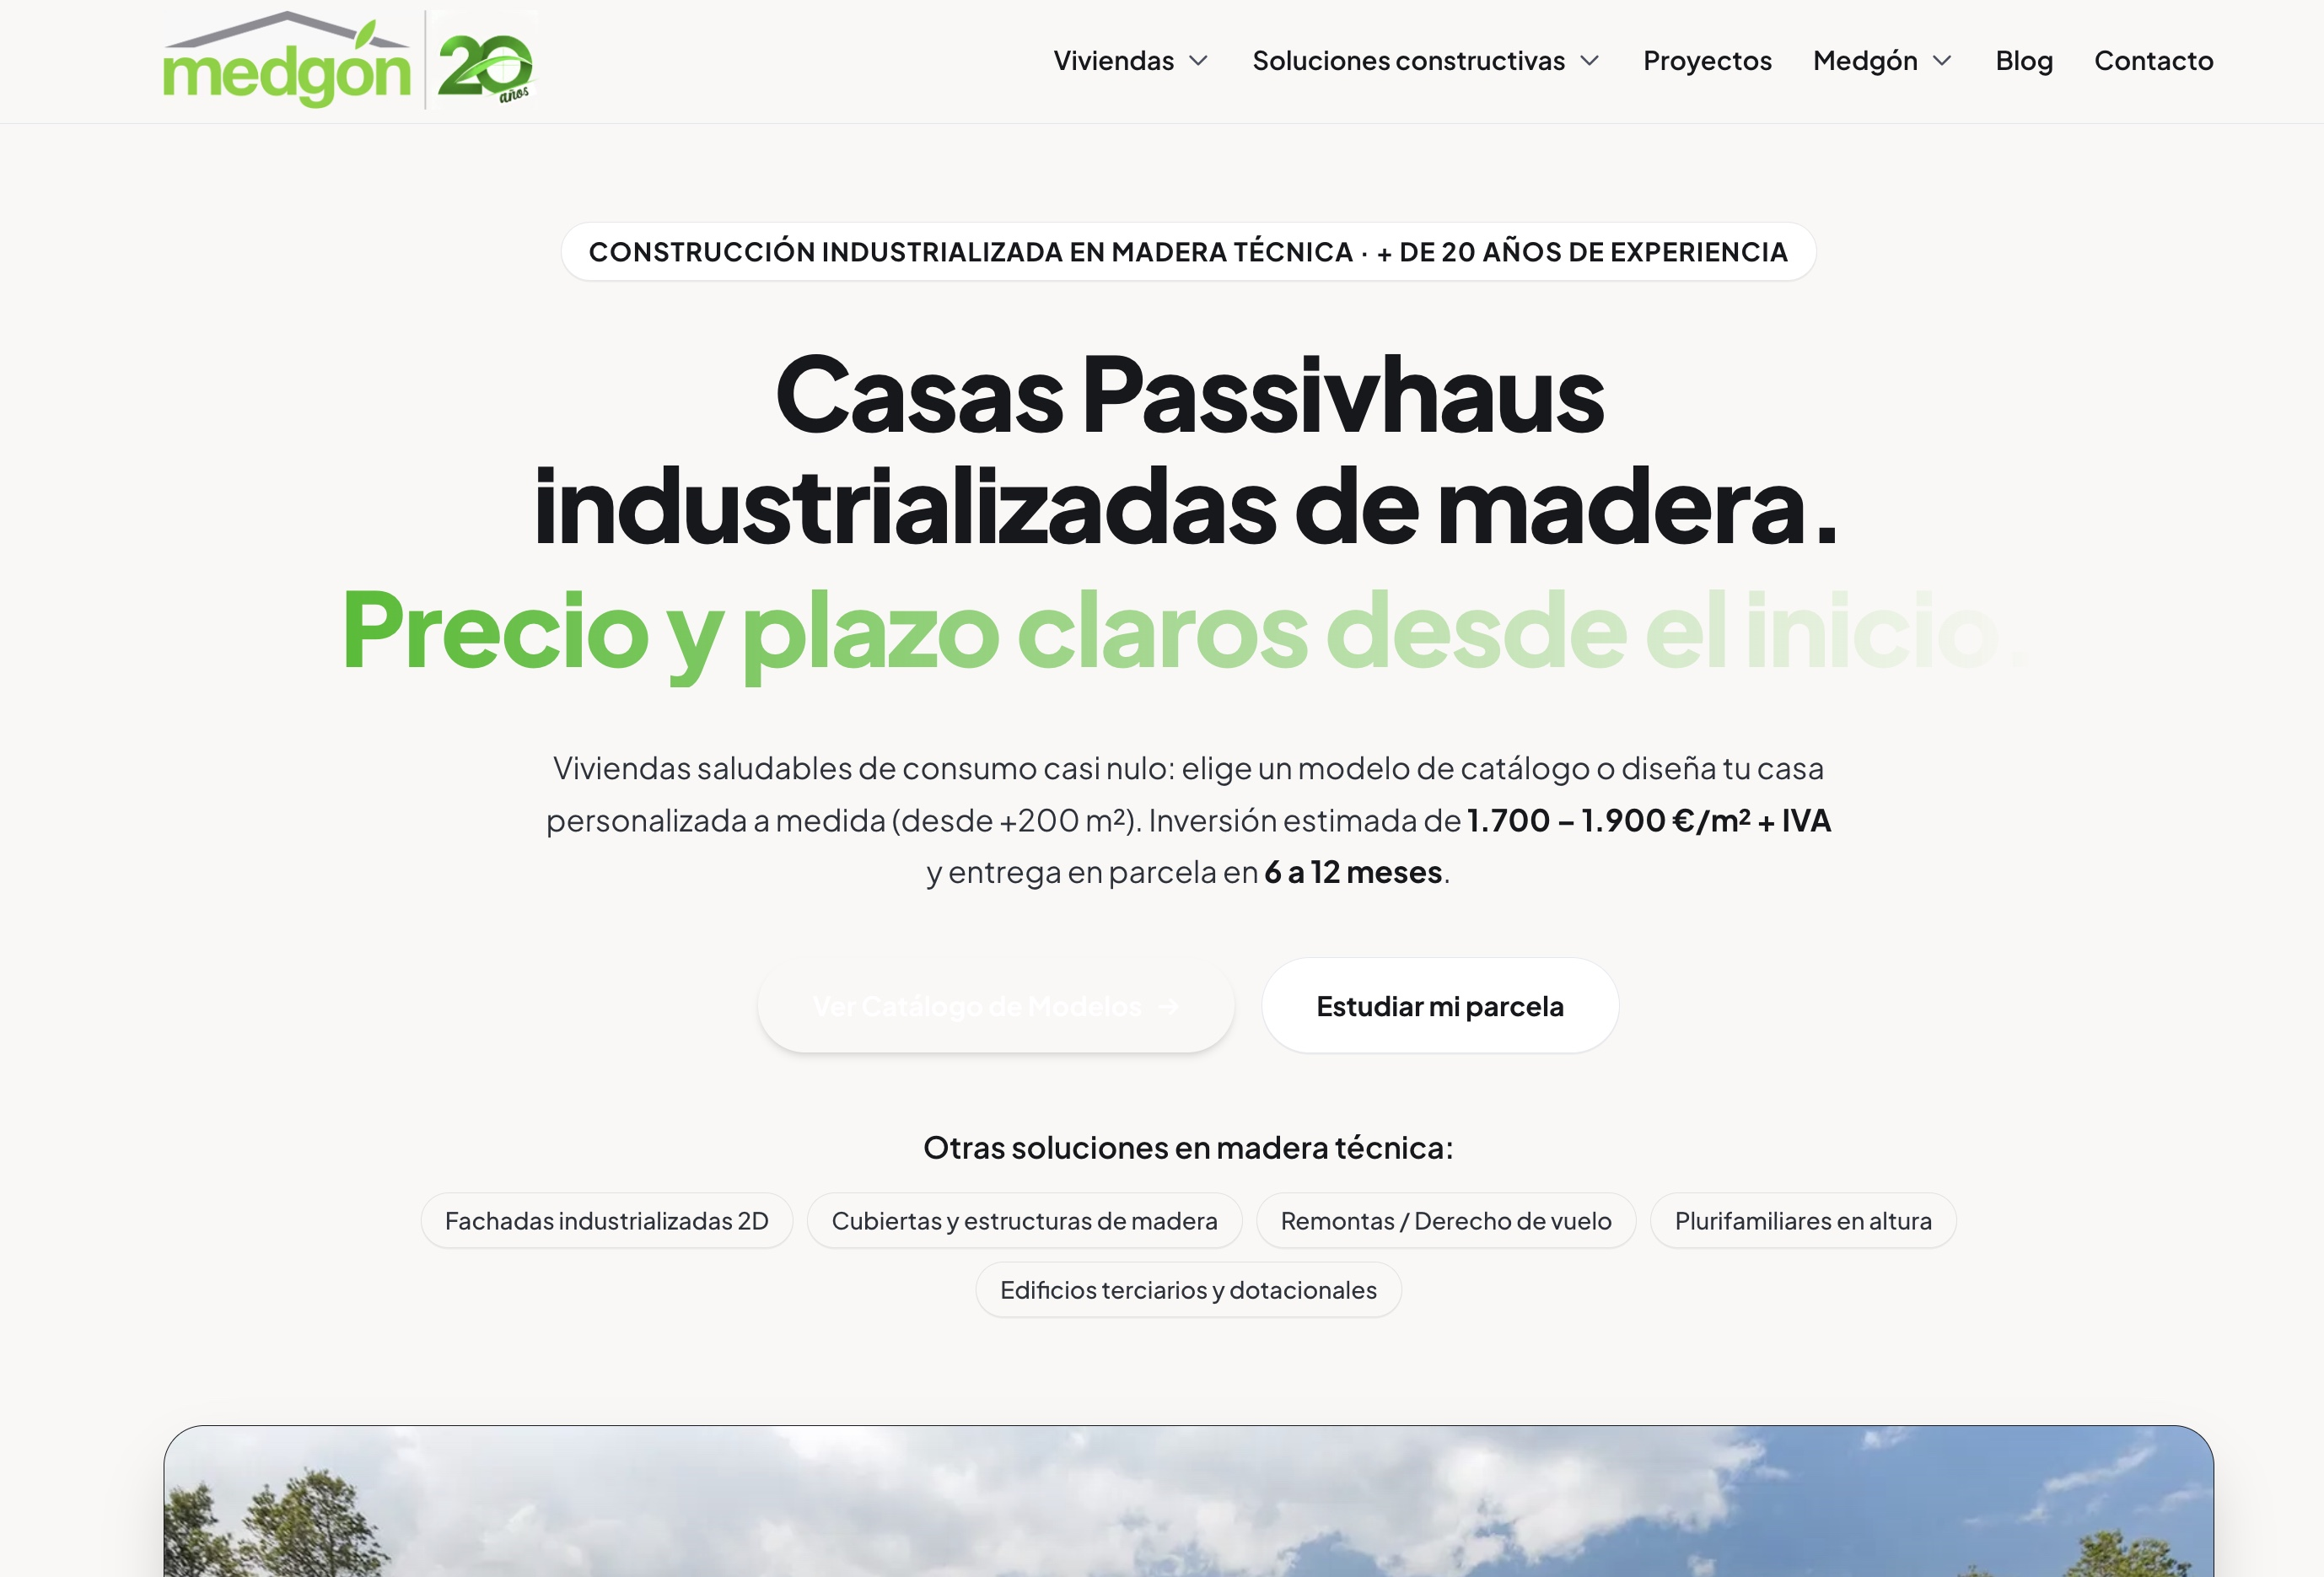 medgón
20
años
Viviendas
Soluciones constructivas
Proyectos
Medgón
Blog
Contacto
CONSTRUCCIÓN INDUSTRIALIZADA EN MADERA TÉCNICA · + DE 20 AÑOS DE EXPERIENCIA
Casas Passivhaus
industrializadas de madera.
Precio y plazo claros desde el inicio.
Viviendas saludables de consumo casi nulo: elige un modelo de catálogo o diseña tu casa
personalizada a medida (desde +200 m²). Inversión estimada de 1.700 – 1.900 €/m² + IVA
y entrega en parcela en 6 a 12 meses.
Ver Catálogo de Modelos →
Estudiar mi parcela
Otras soluciones en madera técnica:
Fachadas industrializadas 2D
Cubiertas y estructuras de madera
Remontas / Derecho de vuelo
Plurifamiliares en altura
Edificios terciarios y dotacionales